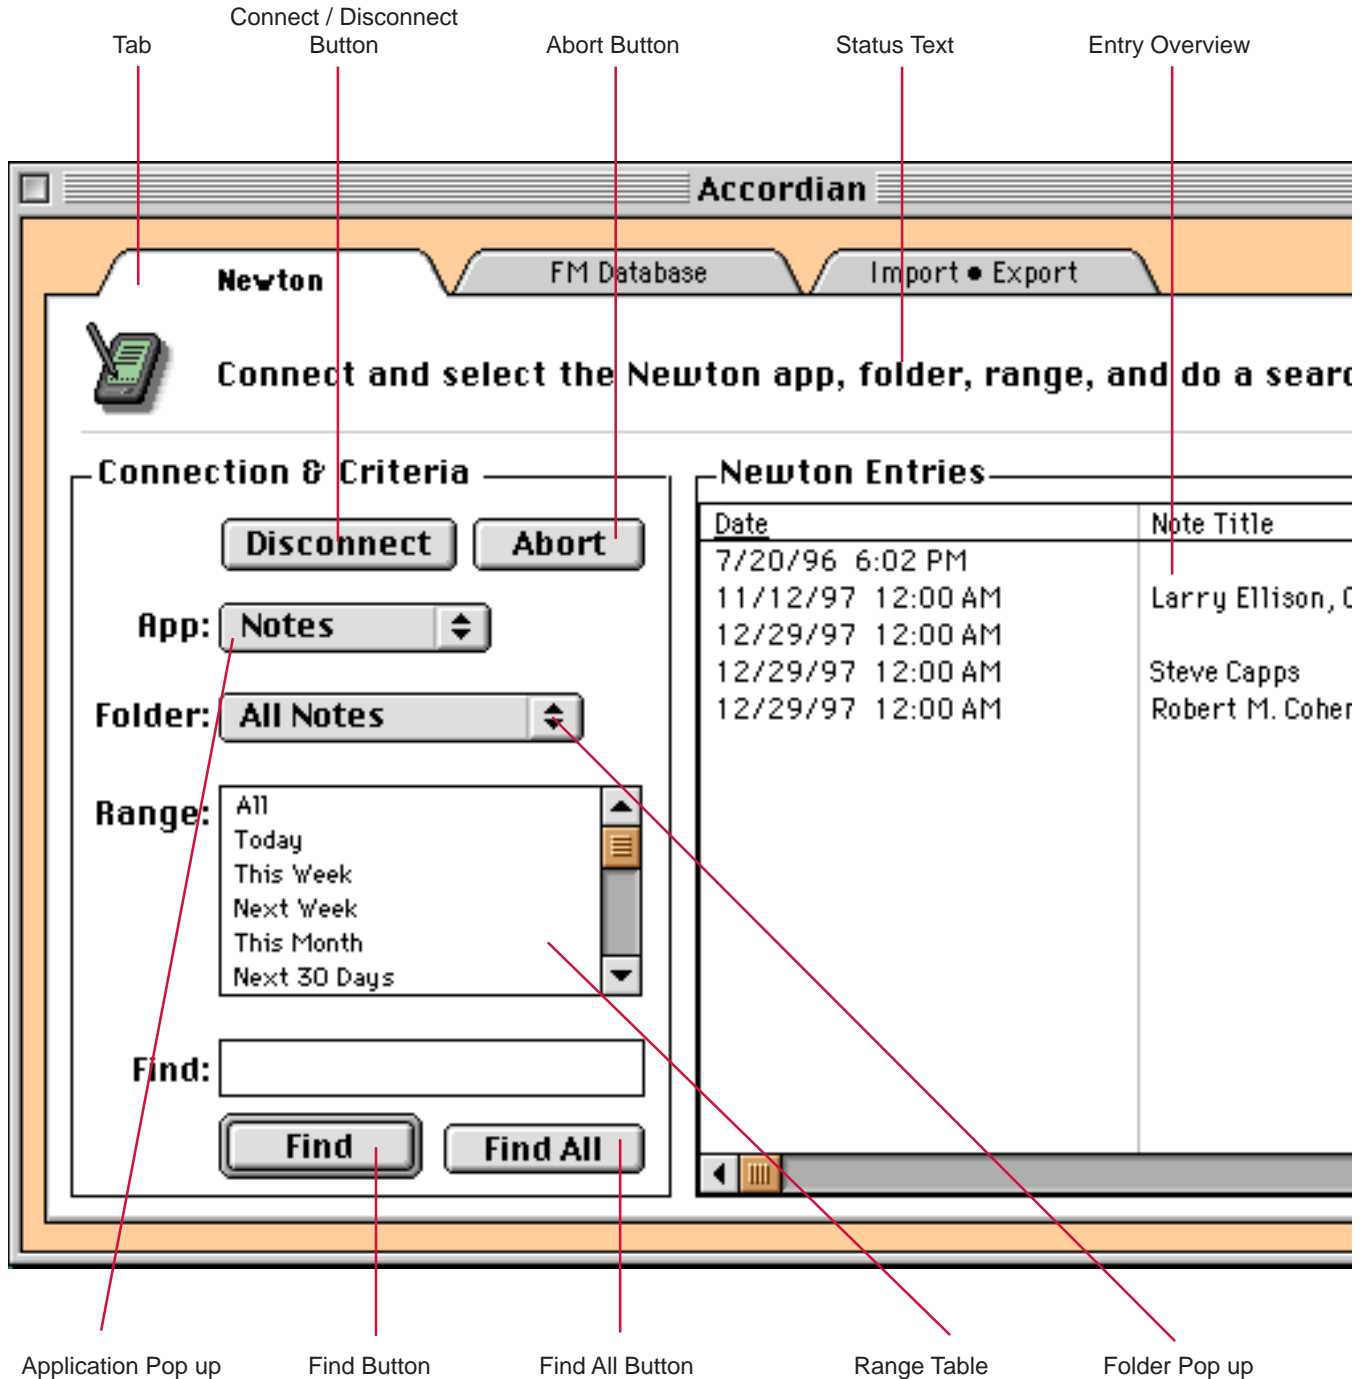 Connect / Disconnect
Tab Button Abort Button Status Text Entry Overview
Accordian
Newton FM Database Import • Export
Connect and select the Newton app, folder, range, and do a searc
Connection & Criteria Newton Entries
Disconnect Abort Date Note Title
7/20/96 6:02 PM
11/12/97 12:00 AM Larry Ellison,
App: Notes 12/29/97 12:00 AM
12/29/97 12:00 AM Steve Capps
Folder: All Notes 12/29/97 12:00 AM Robert M. Cohen
Range: All
Today
This Week
Next Week
This Month
Next 30 Days
Find:
Find Find All
Application Pop up Find Button Find All Button Range Table Folder Pop up